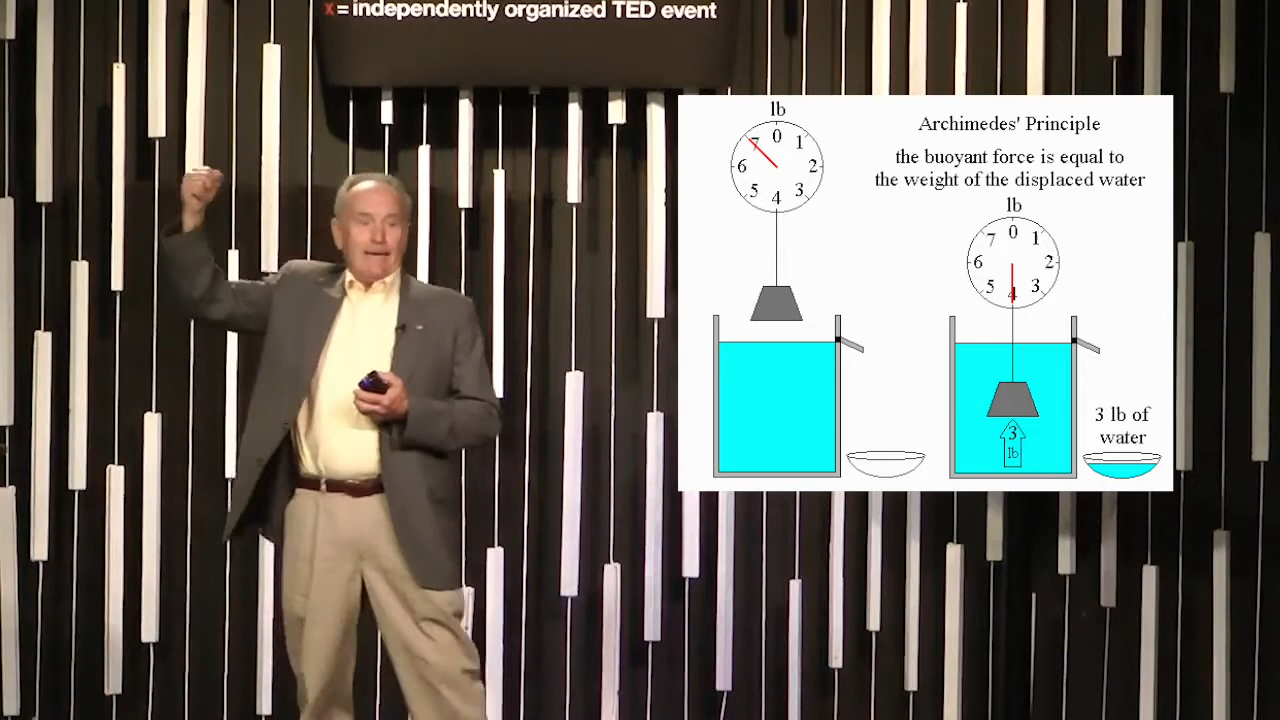 x = independently organized TED event
lb
7 0 1
6 2
5 4 3
Archimedes' Principle
the buoyant force is equal to
the weight of the displaced water
lb
7 0 1
6 2
5 4 3
3 lb of
water
3
lb